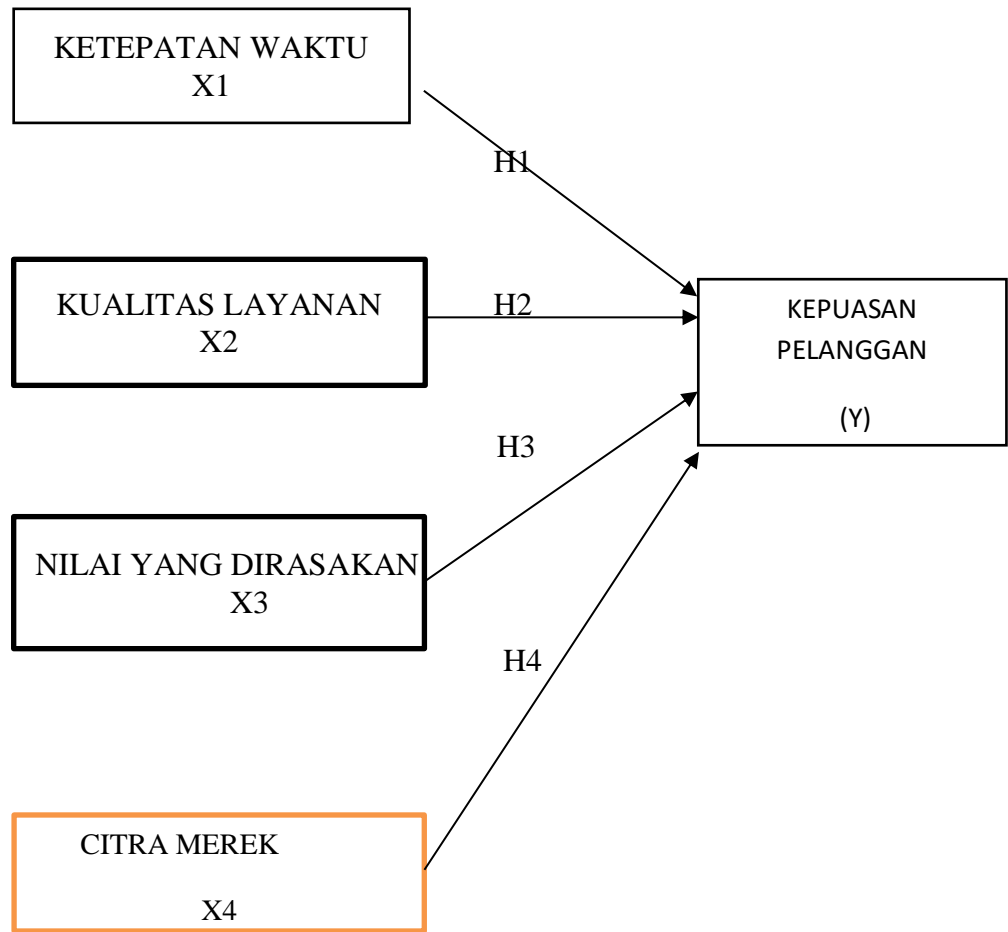 KETEPATAN WAKTU
X1
H1
KUALITAS LAYANAN
X2
H2
KEPUASAN
PELANGGAN
(Y)
H3
NILAI YANG DIRASAKAN
X3
H4
CITRA MEREK
X4